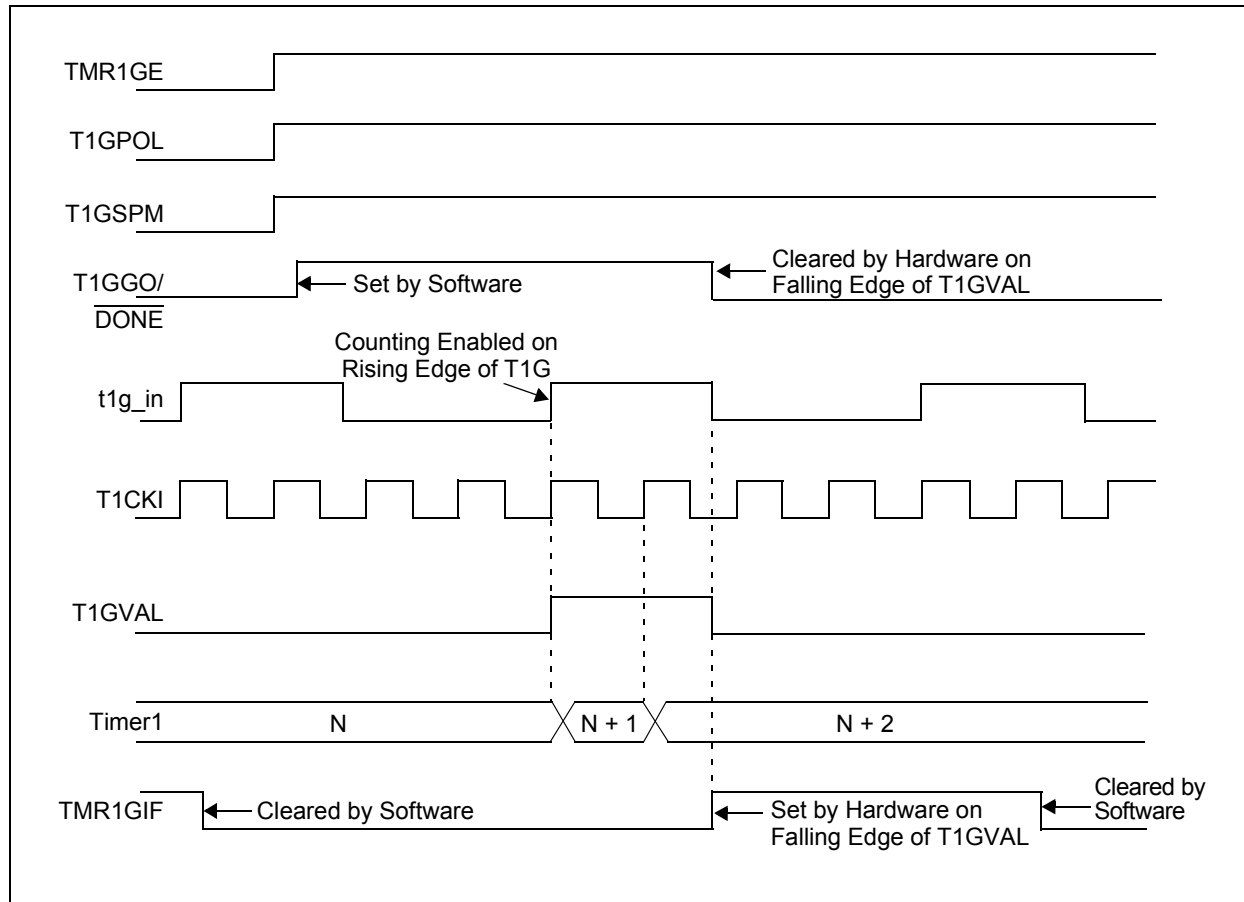 TMR1GE
T1GPOL
T1GSPM
T1GGO/
DONE
Set by Software
Cleared by Hardware on
Falling Edge of T1GVAL
Counting Enabled on
Rising Edge of T1G
t1g_in
T1CKI
T1GVAL
Timer1
N
N + 1
N + 2
TMR1GIF
Cleared by Software
Set by Hardware on
Falling Edge of T1GVAL
Cleared by
Software